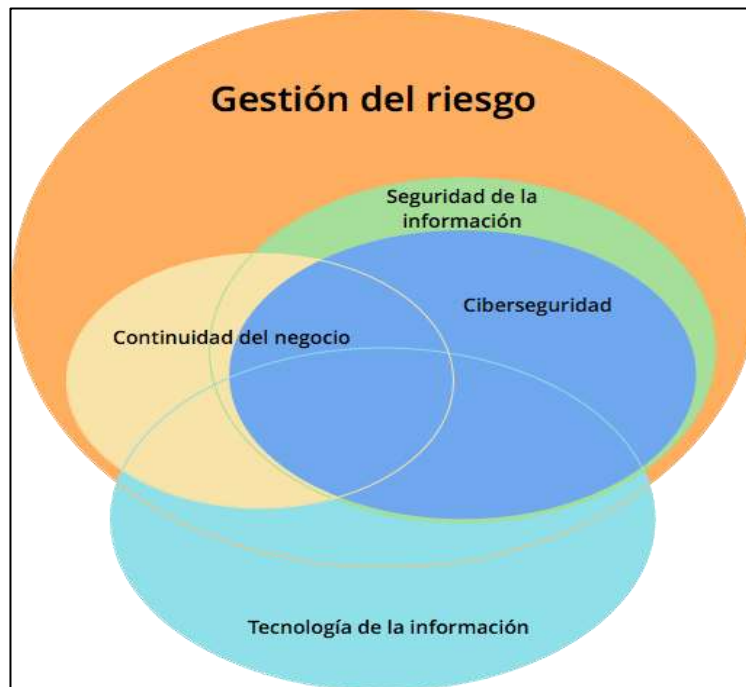 Gestión del riesgo
Seguridad de la
información
Ciberseguridad
Continuidad del negocio
Tecnología de la información